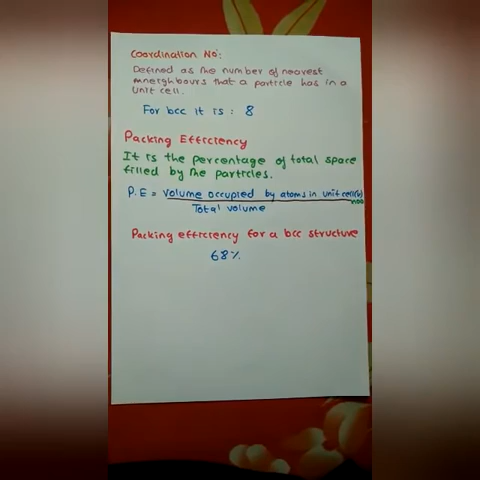 Coordination No:
Defined as the number of nearest
neighbours that a particle has in a
unit cell.
For bcc it is : 8
Packing Efficiency
It is the percentage of total space
filled by the particles.
P.E = Volume occupied by atoms in unit cell
Total volume
Packing efficiency for a bcc structure
68%